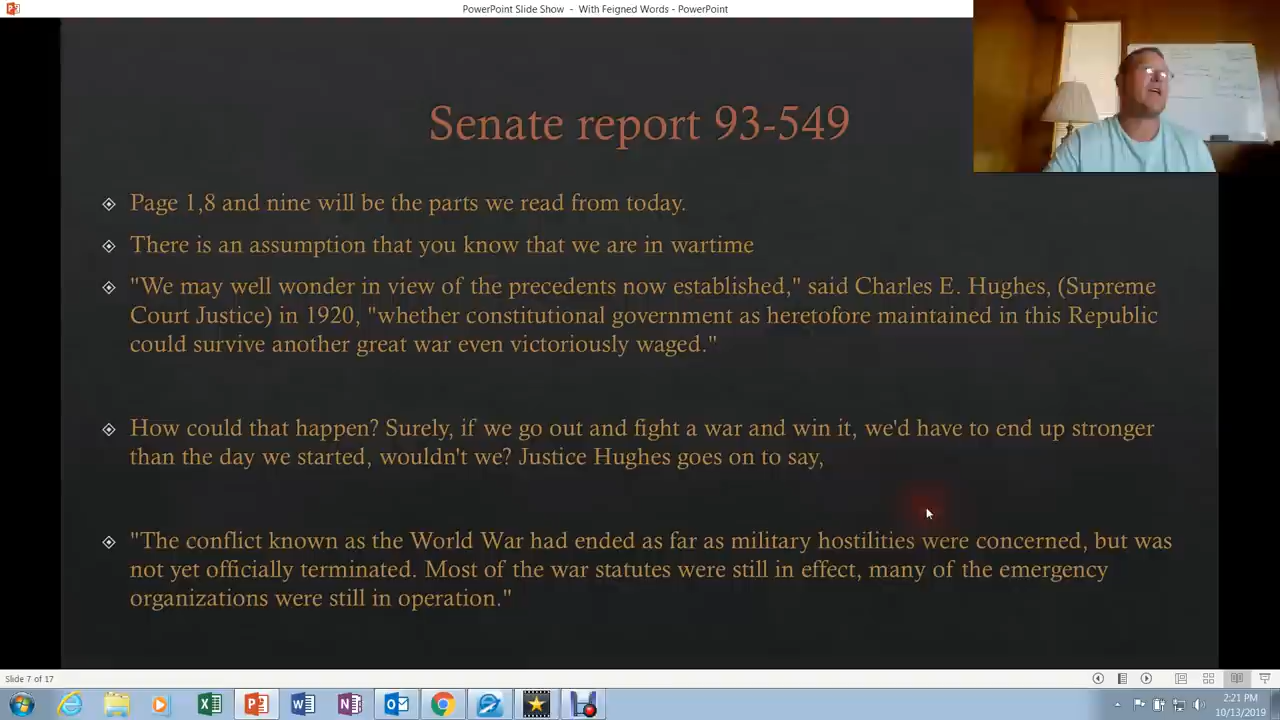 PowerPoint Slide Show - With Feigned Words - PowerPoint
Senate report 93-549
Page 1,8 and nine will be the parts we read from today.
There is an assumption that you know that we are in wartime
"We may well wonder in view of the precedents now established," said Charles E. Hughes, (Supreme
Court Justice) in 1920, "whether constitutional government as heretofore maintained in this Republic
could survive another great war even victoriously waged."
How could that happen? Surely, if we go out and fight a war and win it, we'd have to end up stronger
than the day we started, wouldn't we? Justice Hughes goes on to say,
"The conflict known as the World War had ended as far as military hostilities were concerned, but was
not yet officially terminated. Most of the war statutes were still in effect, many of the emergency
organizations were still in operation."
Slide 7 of 17
2:21 PM
10/13/2019